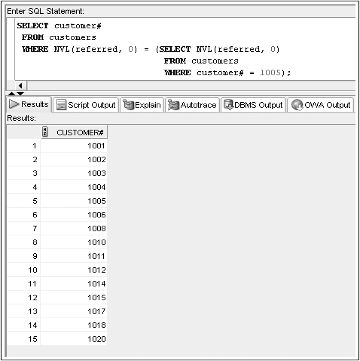 Enter SQL Statement:
SELECT customer#
FROM customers
WHERE NVL(referred, 0) = (SELECT NVL(referred, 0)
FROM customers
WHERE customer# = 1005);
Results Script Output Explain Autotrace DBMS Output OWA Output
Results:
CUSTOMER#
1 1001
2 1002
3 1003
4 1004
5 1005
6 1006
7 1008
8 1010
9 1011
10 1012
11 1014
12 1015
13 1017
14 1018
15 1020